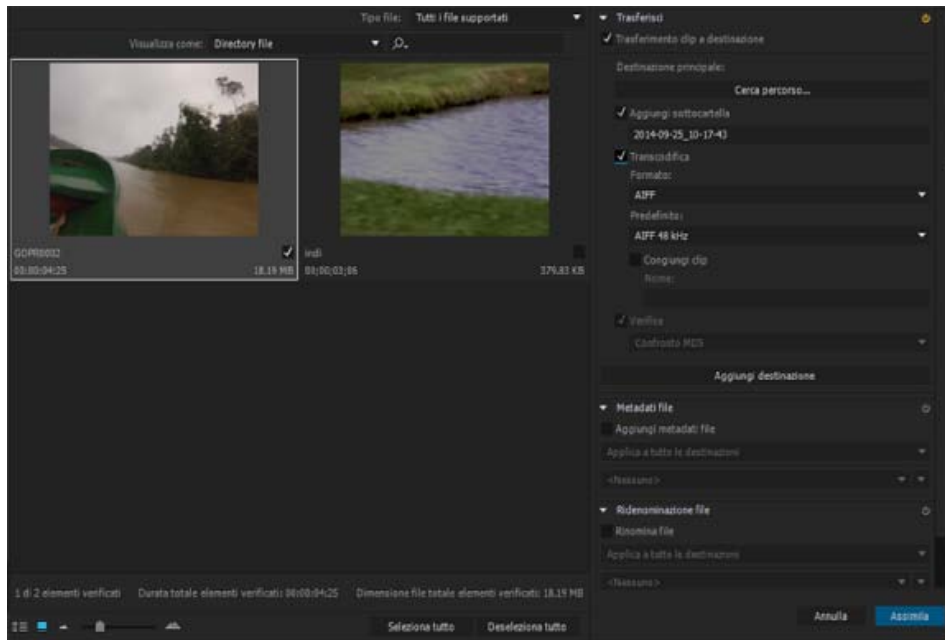 Tipo file: Tutti i file supportati
Visualizza come: Directory file
GOPR0032
00:00:04:25 18.19 MB
indi
00;00;03;06 379.83 KB
1 di 2 elementi verificati Durata totale elementi verificati: 00:00:04:25 Dimensione file totale elementi verificati: 18.19 MB
Seleziona tutto Deseleziona tutto
Trasferisci
Trasferimento clip a destinazione
Destinazione principale:
Cerca percorso...
Aggiungi sottocartella
2014-09-25_10-17-43
Transcodifica
Formato:
AIFF
Predefinito:
AIFF 48 kHz
Congiungi clip
Nome:
Verifica
Confronto MD5
Aggiungi destinazione
Metadati file
Aggiungi metadati file
Applica a tutte le destinazioni
<Nessuno>
Ridenominazione file
Rinomina file
Applica a tutte le destinazioni
<Nessuno>
Annulla Assimila